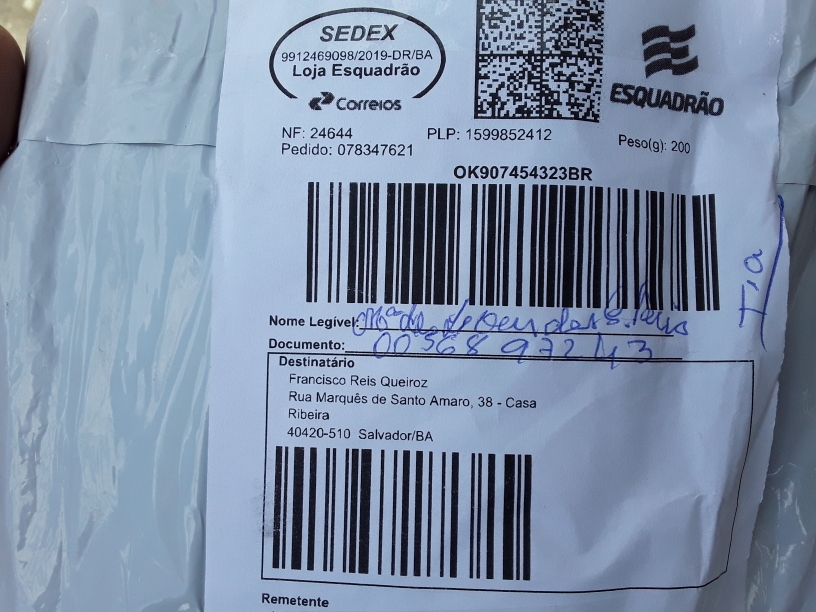 SEDEX
9912469098/2019-DR/BA
Loja Esquadrão
Correios
ESQUADRÃO
NF: 24644 PLP: 1599852412 Peso(g): 200
Pedido: 078347621
OK907454323BR
Tia
Nome Legível:
Documento: 00568 972 43
Destinatário
Francisco Reis Queiroz
Rua Marquês de Santo Amaro, 38 - Casa
Ribeira
40420-510 Salvador/BA
Remetente